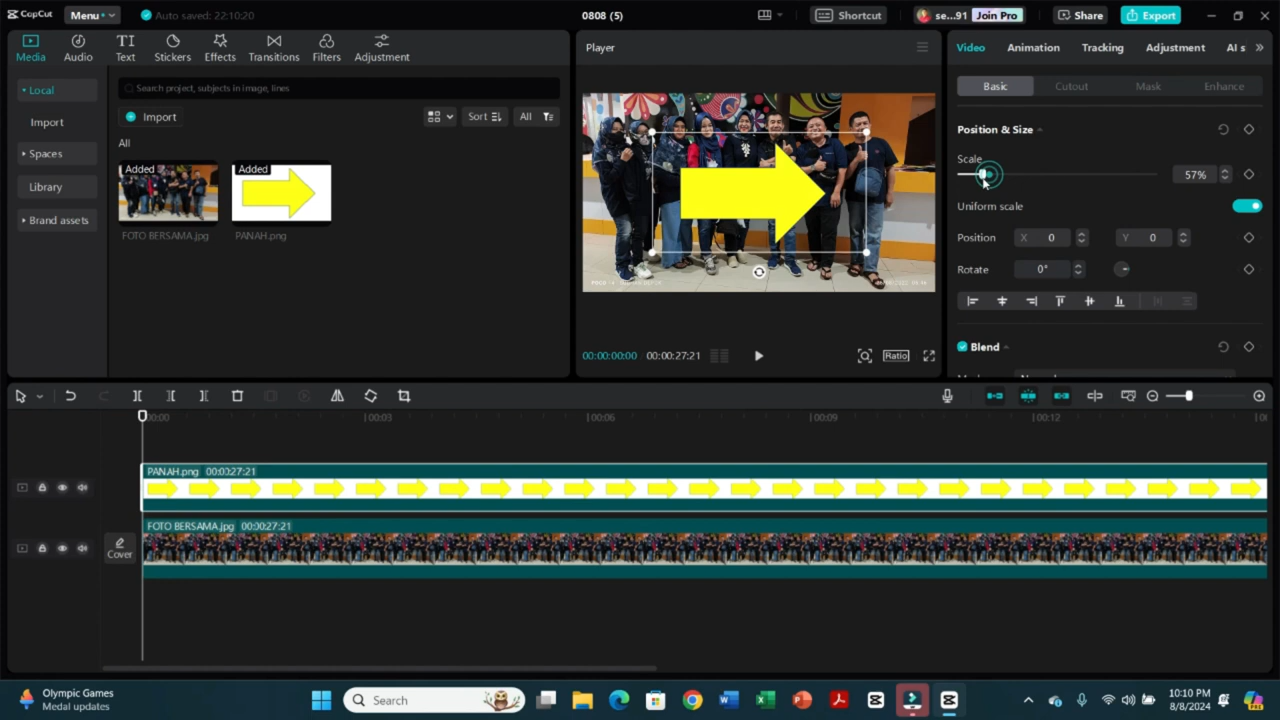 CapCut
Menu
Auto saved: 22:10:20
0808 (5)
Shortcut
se...91
Join Pro
Share
Export
Media
Audio
Text
Stickers
Effects
Transitions
Filters
Adjustment
Local
Import
Spaces
Library
Brand assets
Search project, subjects in image, lines
Import
Sort
All
All
Added
Added
FOTO BERSAMA.jpg
PANAH.png
Player
00:00:00:00
00:00:27:21
Ratio
Video
Animation
Tracking
Adjustment
AI s
Basic
Cutout
Mask
Enhance
Position & Size
Scale
57%
Uniform scale
Position
X 0
Y 0
Rotate
0°
Blend
00:00
00:03
00:06
00:09
00:12
PANAH.png 00:00:27:21
Cover
FOTO BERSAMA.jpg 00:00:27:21
Olympic Games
Medal updates
Search
10:10 PM
8/8/2024